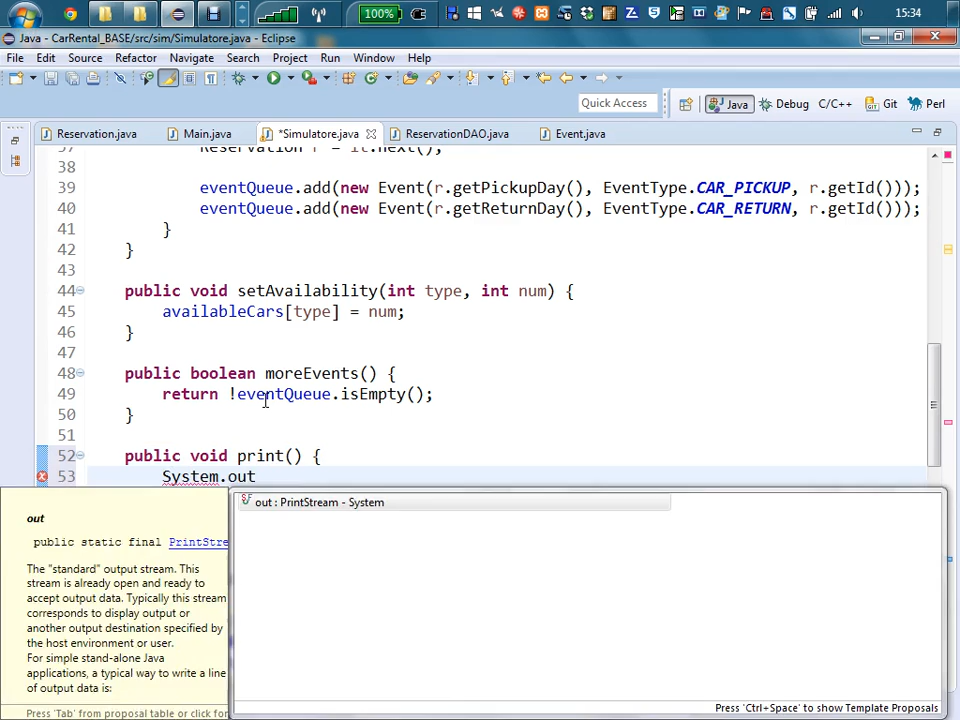 100%
15:34
Java - CarRental_BASE/src/sim/Simulatore.java - Eclipse
File Edit Source Refactor Navigate Search Project Run Window Help
Quick Access
Java
Debug
C/C++
Git
Perl
Reservation.java
Main.java
*Simulatore.java
ReservationDAO.java
Event.java
37 Reservation r = it.next();
38
39 eventQueue.add(new Event(r.getPickupDay(), EventType.CAR_PICKUP, r.getId()));
40 eventQueue.add(new Event(r.getReturnDay(), EventType.CAR_RETURN, r.getId()));
41 }
42 }
43
44 public void setAvailability(int type, int num) {
45 availableCars[type] = num;
46 }
47
48 public boolean moreEvents() {
49 return !eventQueue.isEmpty();
50 }
51
52 public void print() {
53 System.out
out
public static final PrintStre
The "standard" output stream. This
stream is already open and ready to
accept output data. Typically this stream
corresponds to display output or
another output destination specified by
the host environment or user.
For simple stand-alone Java
applications, a typical way to write a line
of output data is:
Press 'Tab' from proposal table or click for
out : PrintStream - System
Press 'Ctrl+Space' to show Template Proposals